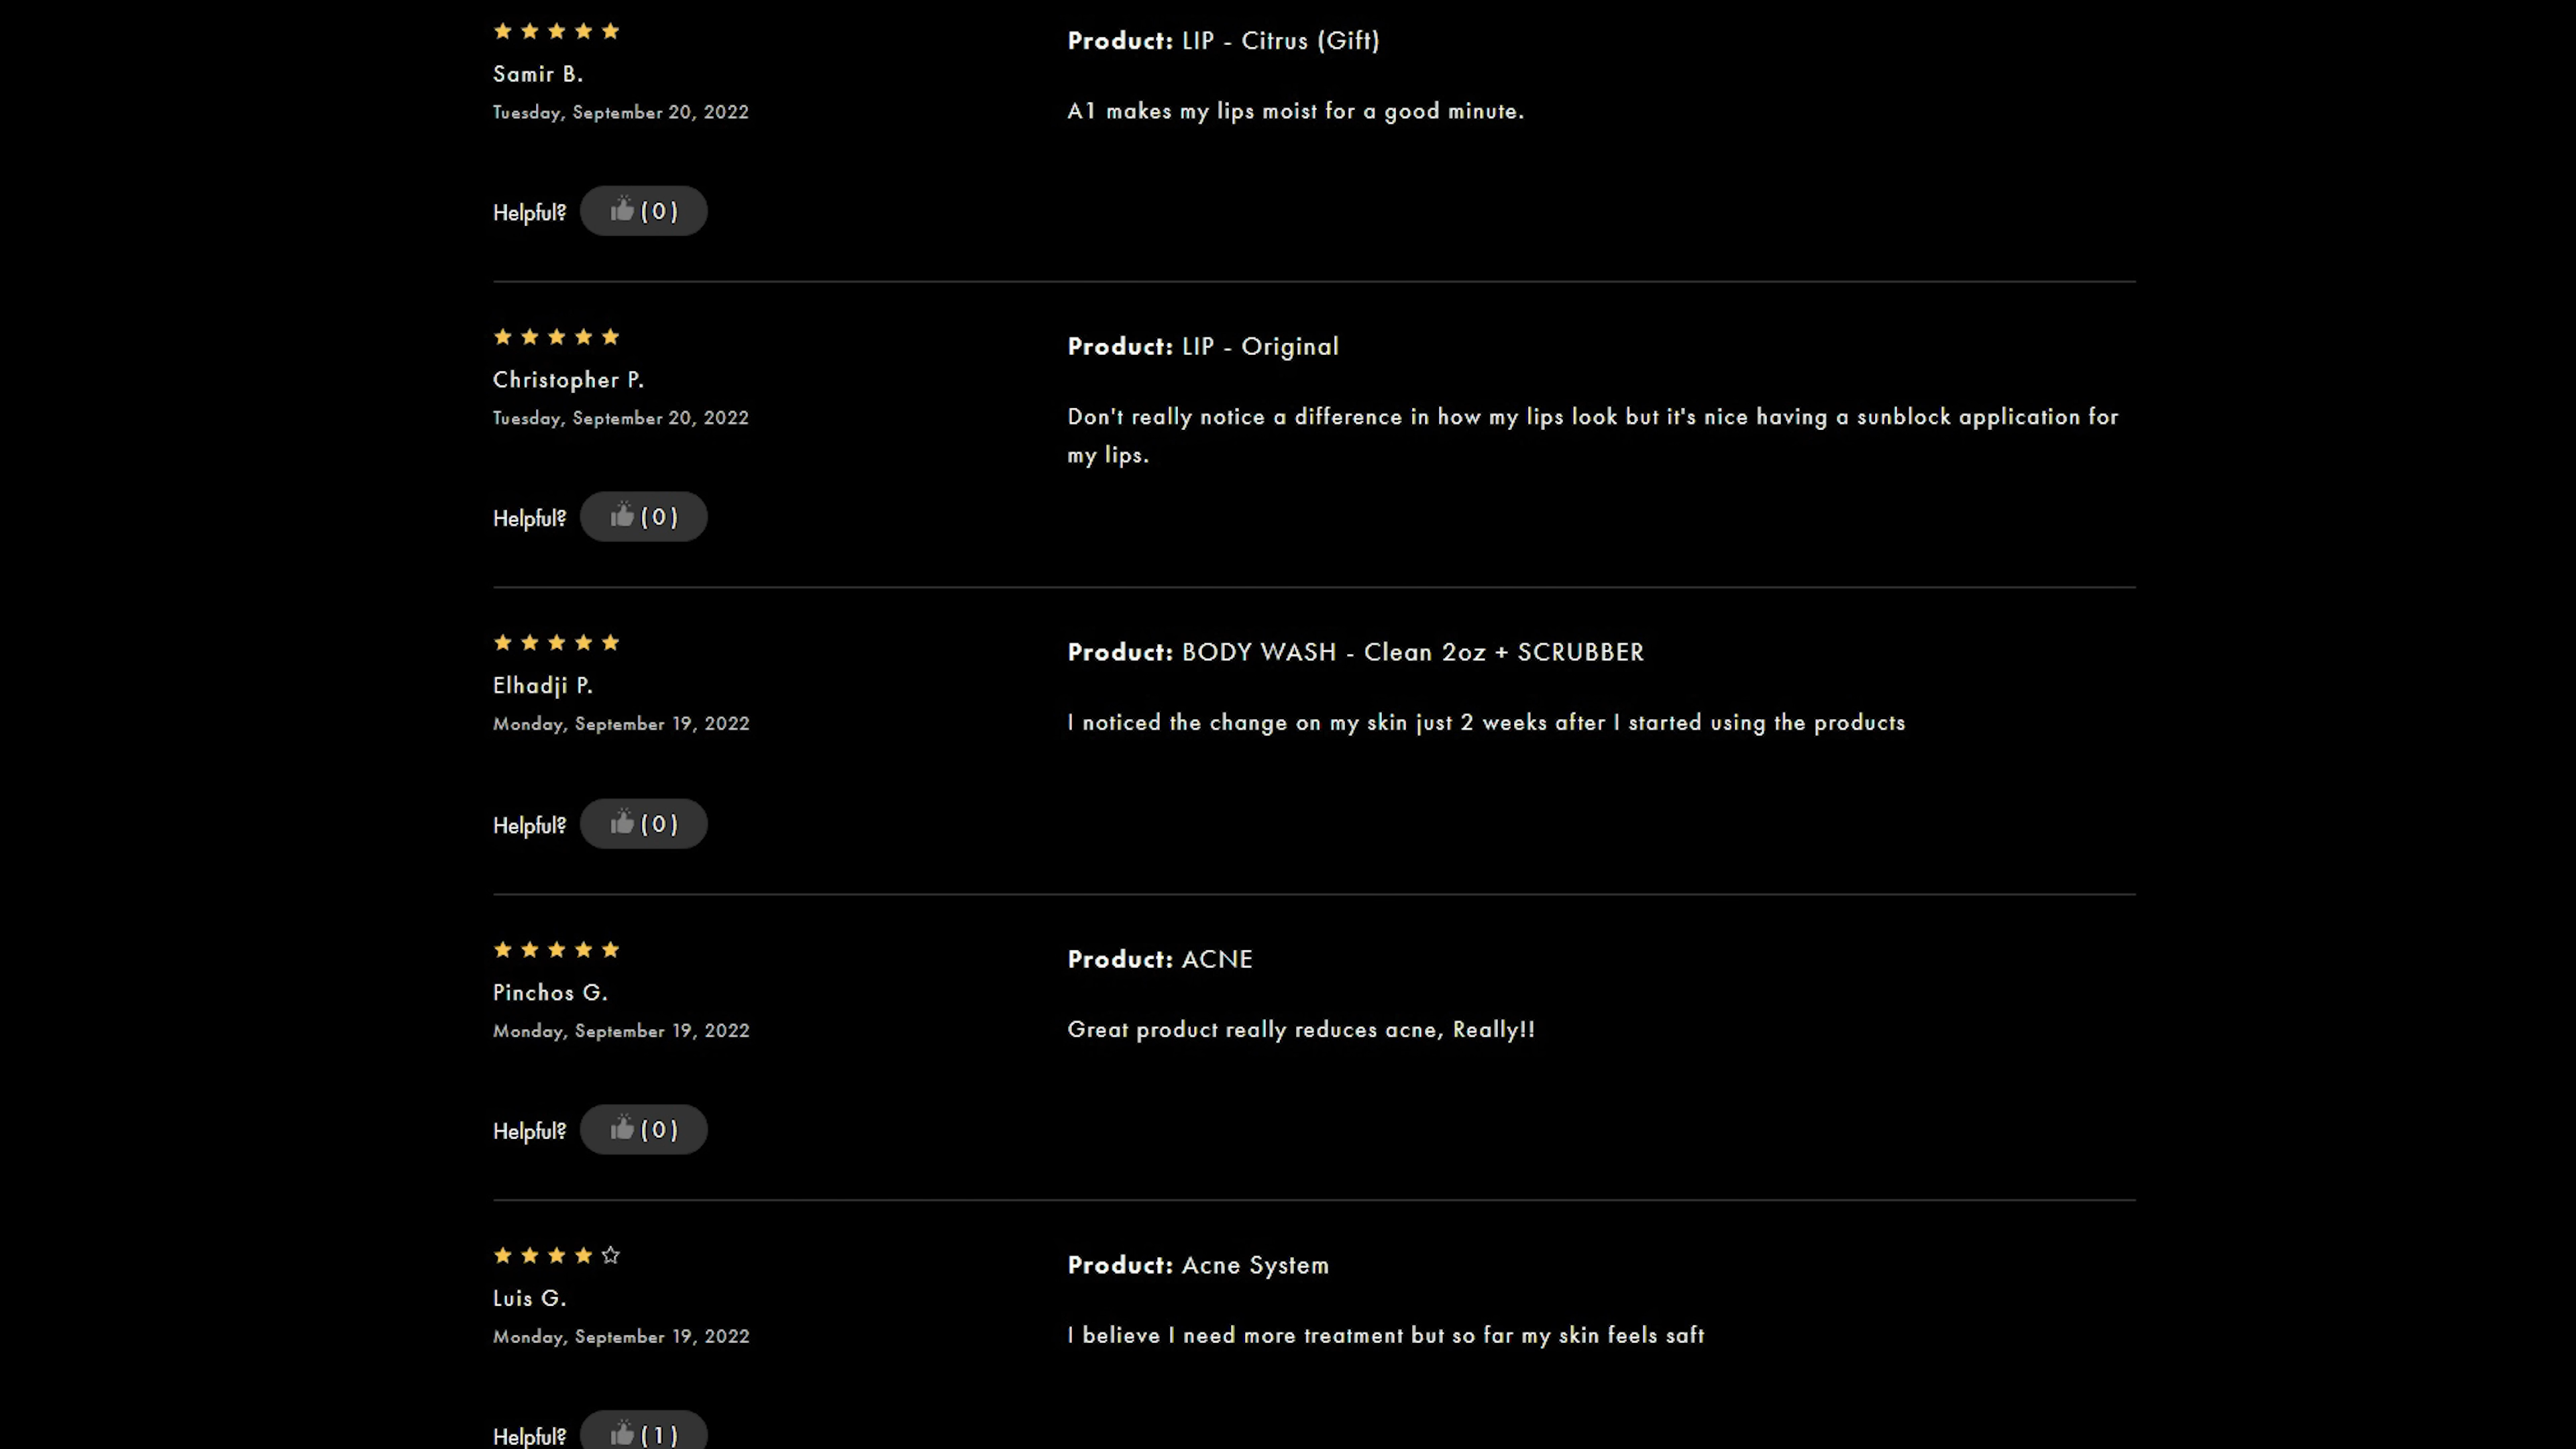 Samir B.
Tuesday, September 20, 2022
Product: LIP - Citrus (Gift)
A1 makes my lips moist for a good minute.
Helpful? (0)
Christopher P.
Tuesday, September 20, 2022
Product: LIP - Original
Don't really notice a difference in how my lips look but it's nice having a sunblock application for
my lips.
Helpful? (0)
Elhadji P.
Monday, September 19, 2022
Product: BODY WASH - Clean 2oz + SCRUBBER
I noticed the change on my skin just 2 weeks after I started using the products
Helpful? (0)
Pinchos G.
Monday, September 19, 2022
Product: ACNE
Great product really reduces acne, Really!!
Helpful? (0)
Luis G.
Monday, September 19, 2022
Product: Acne System
I believe I need more treatment but so far my skin feels saft
Helpful? (1)